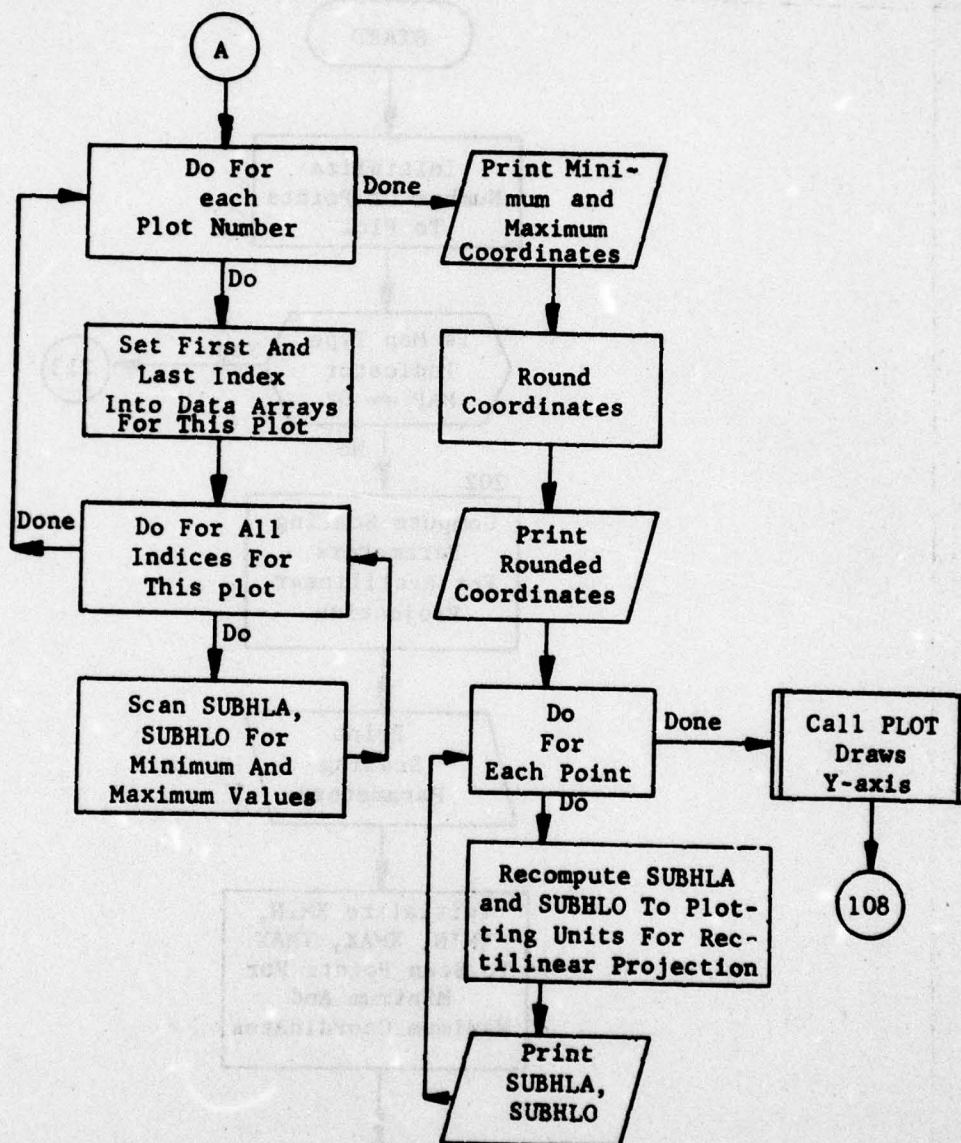 A
Do For
each
Plot Number
Done
Print Mini-
mum and
Maximum
Coordinates
Do
Set First And
Last Index
Into Data Arrays
For This Plot
Round
Coordinates
Done
Do For All
Indices For
This plot
Print
Rounded
Coordinates
Do
Scan SUBHLA,
SUBHLO For
Minimum And
Maximum Values
Do
For
Each Point
Done
Call PLOT
Draws
Y-axis
Do
Recompute SUBHLA
and SUBHLO To Plot-
ting Units For Rec-
tilinear Projection
108
Print
SUBHLA,
SUBHLO